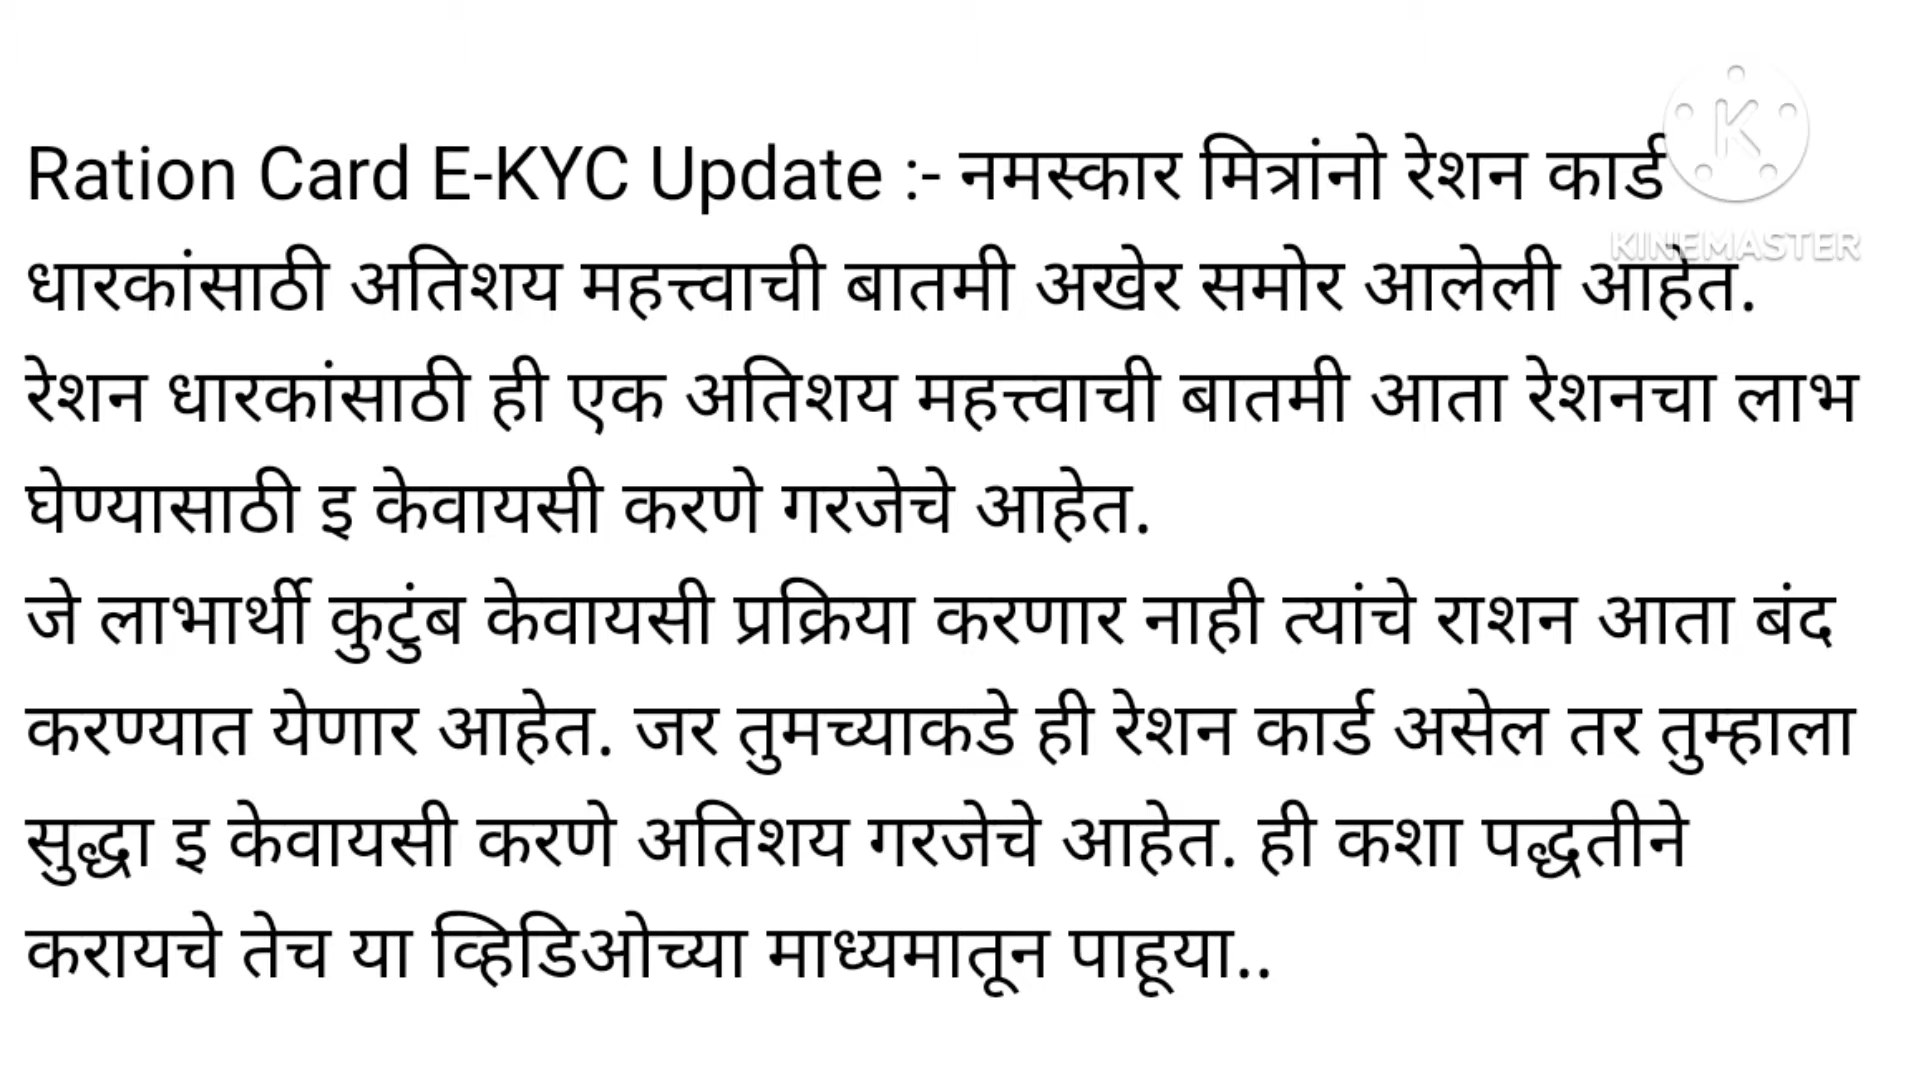 Ration Card E-KYC Update :- नमस्कार मित्रांनो रेशन कार्ड
धारकांसाठी अतिशय महत्त्वाची बातमी अखेर समोर आलेली आहेत.
रेशन धारकांसाठी ही एक अतिशय महत्त्वाची बातमी आता रेशनचा लाभ
घेण्यासाठी इ केवायसी करणे गरजेचे आहेत.
जे लाभार्थी कुटुंब केवायसी प्रक्रिया करणार नाही त्यांचे राशन आता बंद
करण्यात येणार आहेत. जर तुमच्याकडे ही रेशन कार्ड असेल तर तुम्हाला
सुद्धा इ केवायसी करणे अतिशय गरजेचे आहेत. ही कशा पद्धतीने
करायचे तेच या व्हिडिओच्या माध्यमातून पाहूया..
K
KINEMASTER